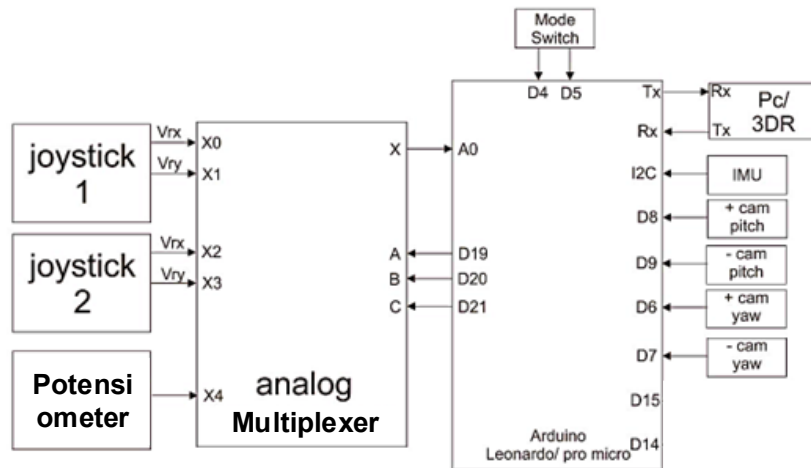 Mode
Switch
D4 D5
Tx
Rx
Pc/
3DR
Rx
Tx
joystick
1
Vrx
X0
Vry
X1
X
A0
I2C
IMU
D8
+ cam
pitch
joystick
2
Vrx
X2
Vry
X3
A
D19
B
D20
C
D21
D9
- cam
pitch
D6
+ cam
yaw
D7
- cam
yaw
Potensi
ometer
X4
analog
Multiplexer
D15
Arduino
Leonardo/ pro micro
D14